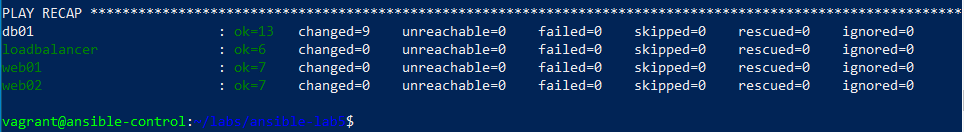 PLAY RECAP *********************************************************************************************************
db01                       : ok=13   changed=9    unreachable=0    failed=0    skipped=0    rescued=0    ignored=0
loadbalancer               : ok=6    changed=0    unreachable=0    failed=0    skipped=0    rescued=0    ignored=0
web01                      : ok=7    changed=0    unreachable=0    failed=0    skipped=0    rescued=0    ignored=0
web02                      : ok=7    changed=0    unreachable=0    failed=0    skipped=0    rescued=0    ignored=0
vagrant@ansible-control:~/labs/ansible-lab5$